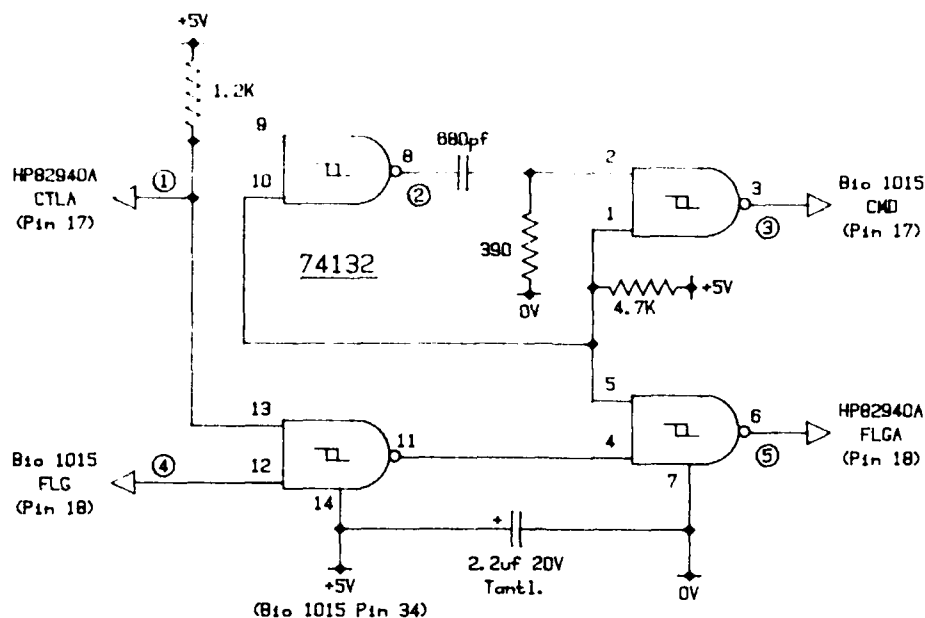 +5V
1.2K
9
8
680pf
2
HP82940A
CTLA
(Pin 17)
1
10
2
3
Bio 1015
CMD
(Pin 17)
1
3
74132
390
0V
+5V
4.7K
13
11
5
6
HP82940A
FLGA
(Pin 18)
4
5
Bio 1015
FLG
(Pin 18)
4
12
14
7
+
2.2uf 20V
Tantl.
+5V
(Bio 1015 Pin 34)
0V